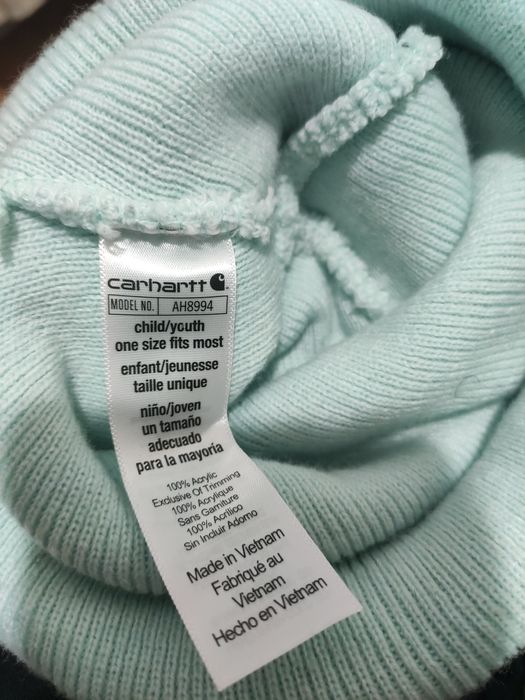 carhartt
MODEL NO. AH8994
child/youth
one size fits most
enfant/jeunesse
taille unique
niño/joven
un tamaño
adecuado
para la mayoría
100% Acrylic
Exclusive Of Trimming
100% Acrylique
Sans Garniture
100% Acrílico
Sin Incluir Adorno
Made in Vietnam
Fabriqué au
Vietnam
Hecho en Vietnam